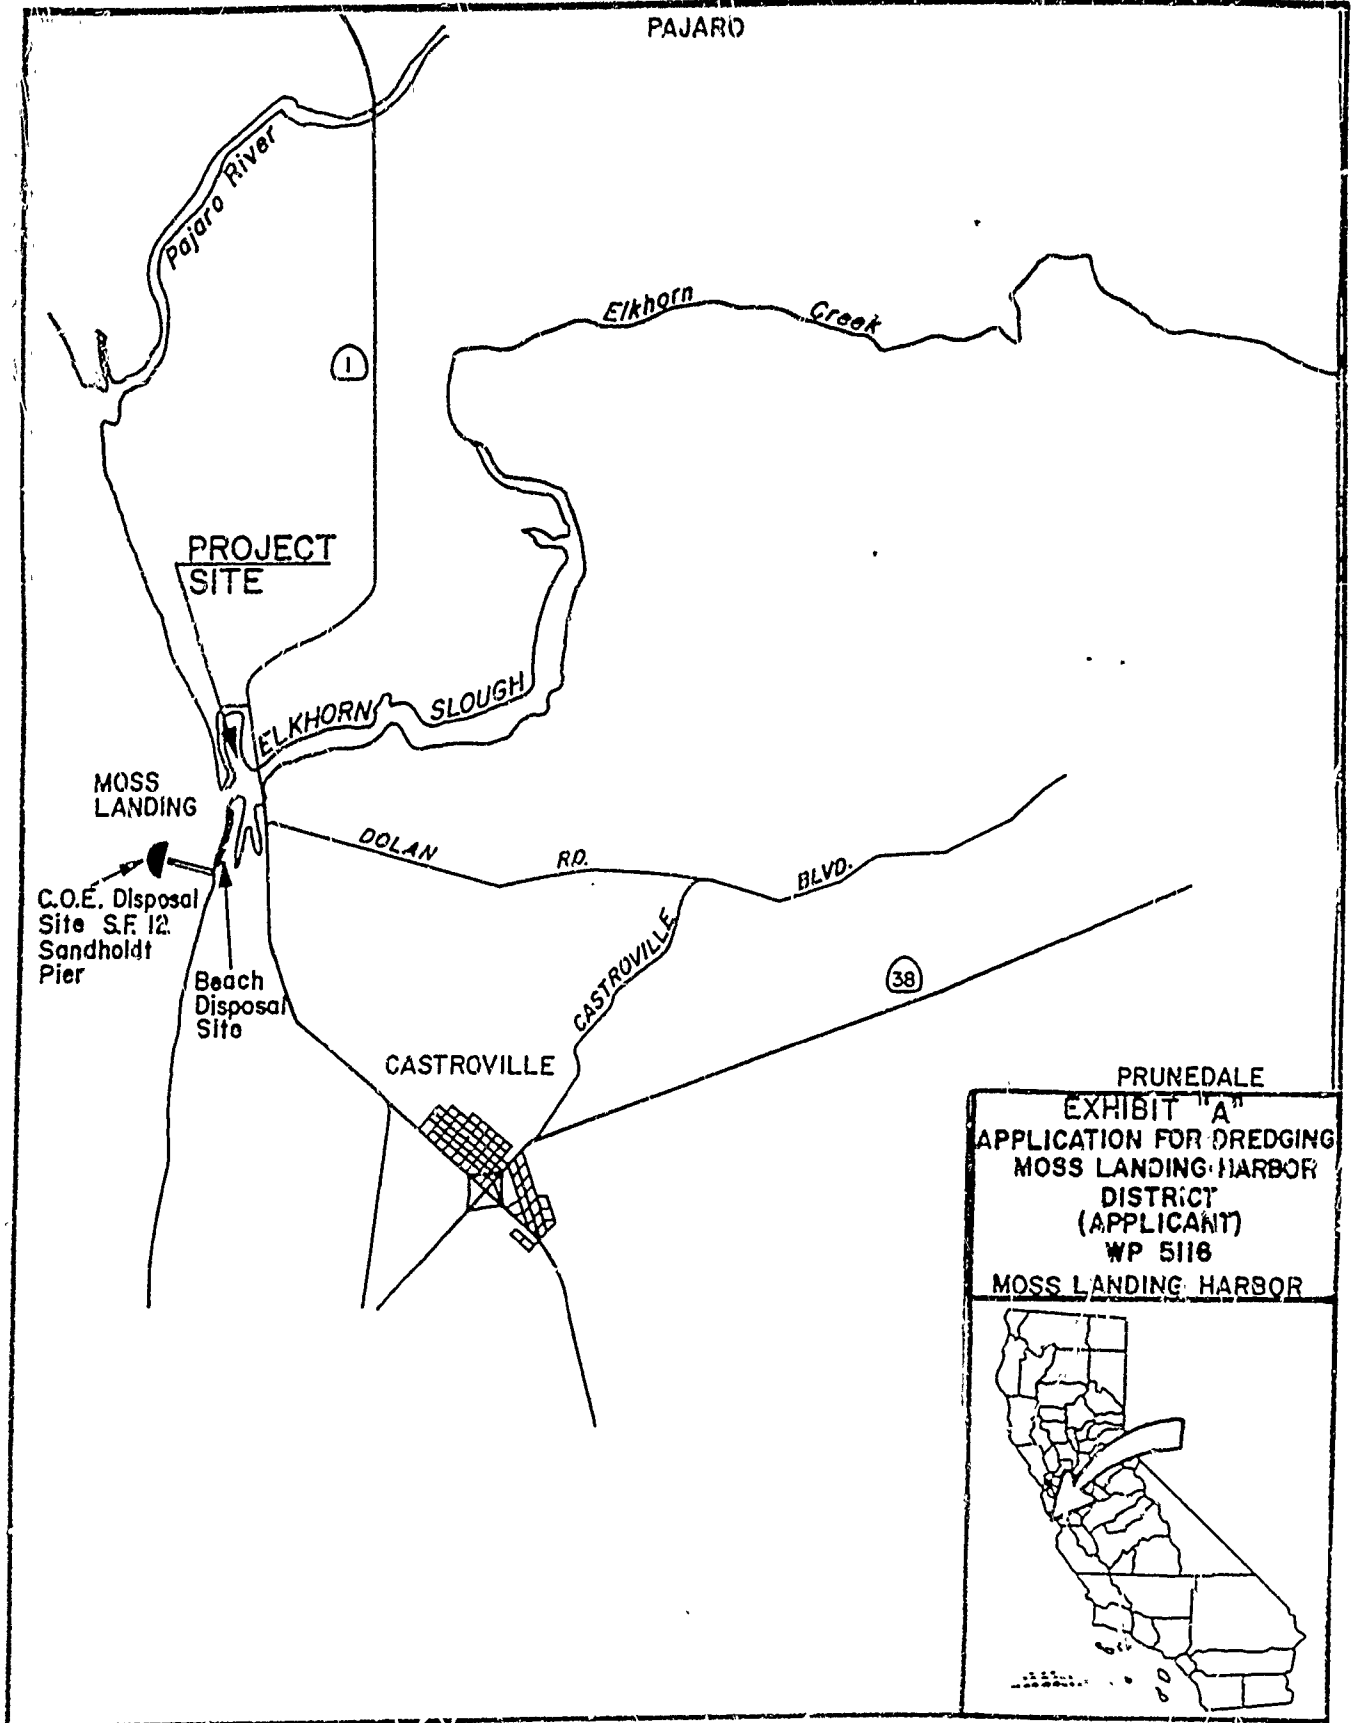 PAJARO
Pajaro River
Elkhorn Creek
1
PROJECT
SITE
ELKHORN SLOUGH
MOSS
LANDING
DOLAN RD.
BLVD.
C.O.E. Disposal
Site S.F. 12
Sandholdt
Pier
CASTROVILLE
38
Beach
Disposal
Site
CASTROVILLE
PRUNEDALE
EXHIBIT "A"
APPLICATION FOR DREDGING
MOSS LANDING HARBOR
DISTRICT
(APPLICANT)
WP 5116
MOSS LANDING HARBOR